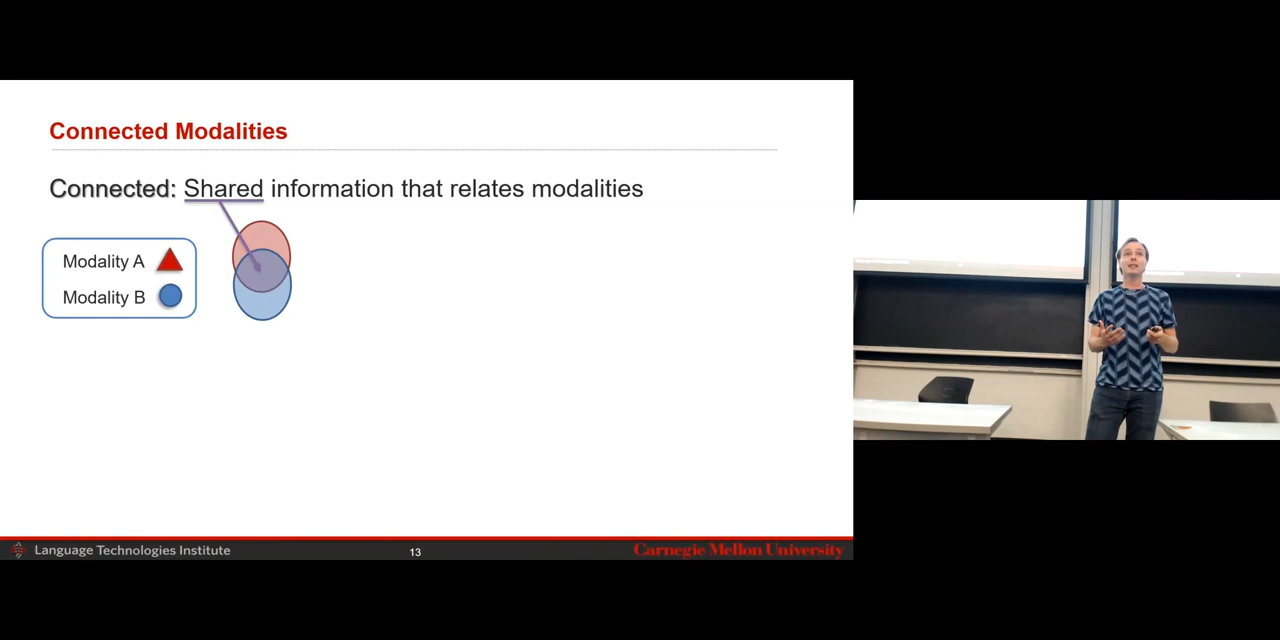 Connected Modalities
Connected: Shared information that relates modalities
Modality A
Modality B
Language Technologies Institute
13
Carnegie Mellon University